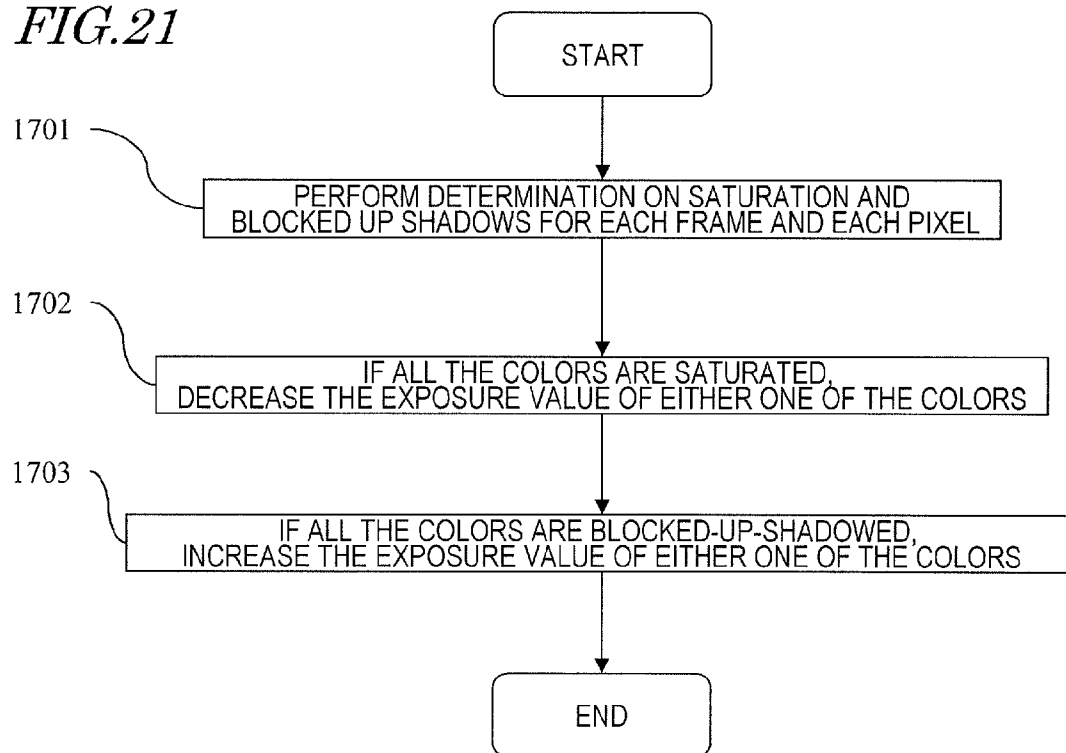 FIG.21
START
1701
PERFORM DETERMINATION ON SATURATION AND
BLOCKED UP SHADOWS FOR EACH FRAME AND EACH PIXEL
1702
IF ALL THE COLORS ARE SATURATED,
DECREASE THE EXPOSURE VALUE OF EITHER ONE OF THE COLORS
1703
IF ALL THE COLORS ARE BLOCKED-UP-SHADOWED,
INCREASE THE EXPOSURE VALUE OF EITHER ONE OF THE COLORS
END